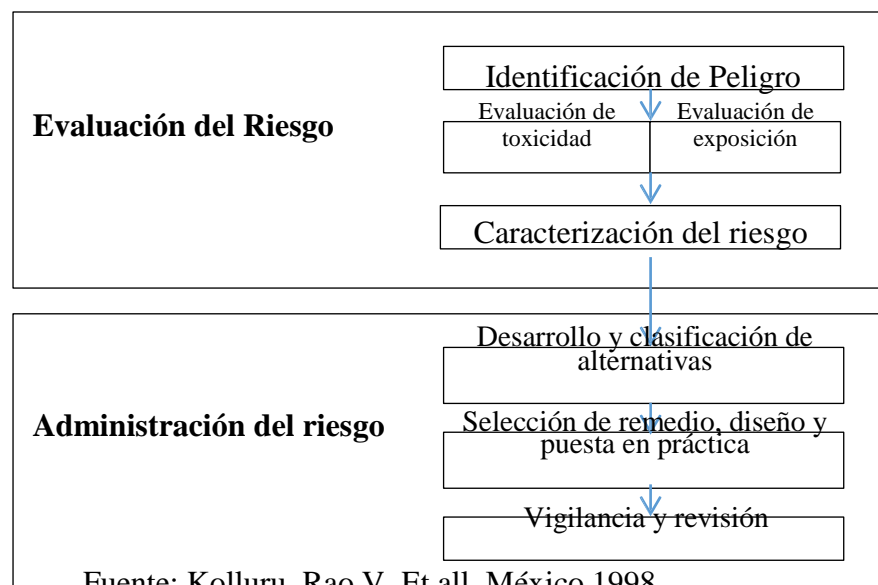 Identificación de Peligro
Evaluación del Riesgo
Evaluación de
toxicidad
Evaluación de
exposición
Caracterización del riesgo
Desarrollo y clasificación de
alternativas
Administración del riesgo
Selección de remedio, diseño y
puesta en práctica
Vigilancia y revisión
Fuente: Kolluru, Rao V., Et all. México 1998